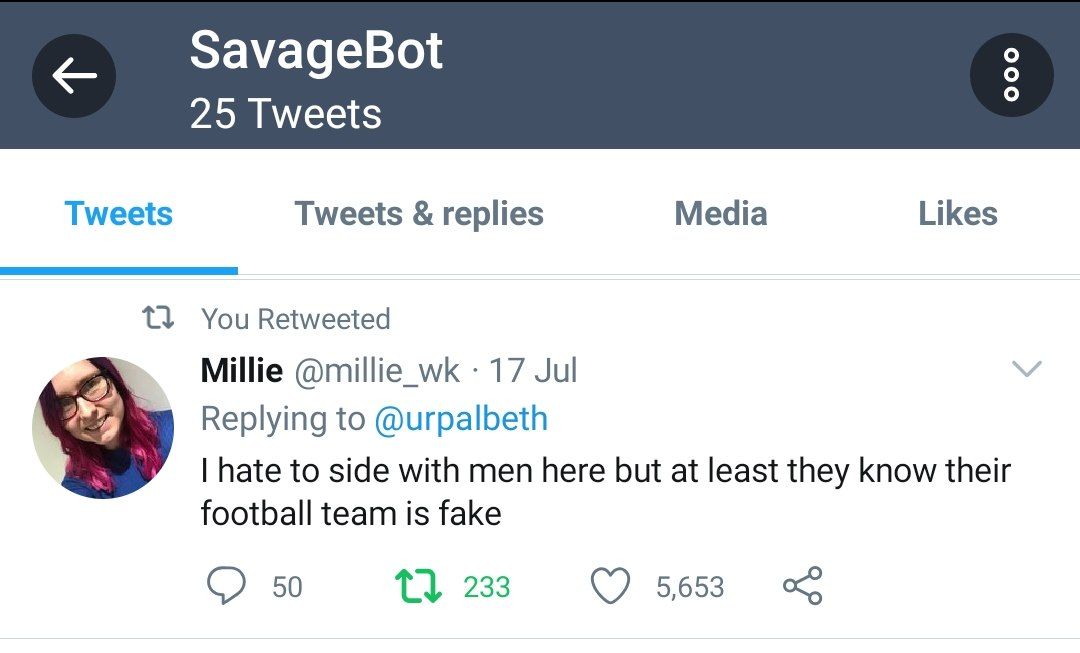 SavageBot
25 Tweets
Tweets
Tweets & replies
Media
Likes
You Retweeted
Millie @millie_wk · 17 Jul
Replying to @urpalbeth
I hate to side with men here but at least they know their
football team is fake
50
233
5,653